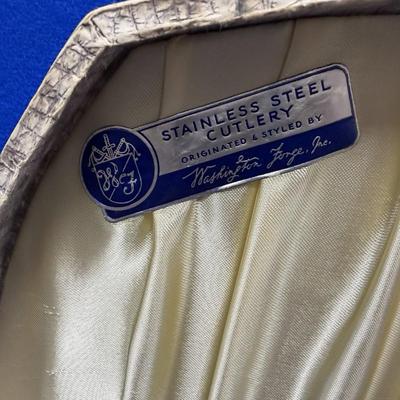 STAINLESS STEEL
CUTLERY
ORIGINATED & STYLED BY
Washington Forge, Inc.
W F